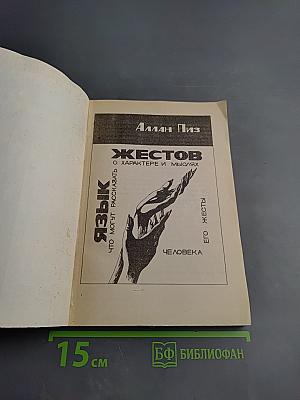 Аллан Пиз
ЯЗЫК
ЖЕСТОВ
ЧТО МОГУТ РАССКАЗАТЬ
О ХАРАКТЕРЕ И МЫСЛЯХ
ЧЕЛОВЕКА
ЕГО ЖЕСТЫ
15 см
БФ БИБЛИОФАН